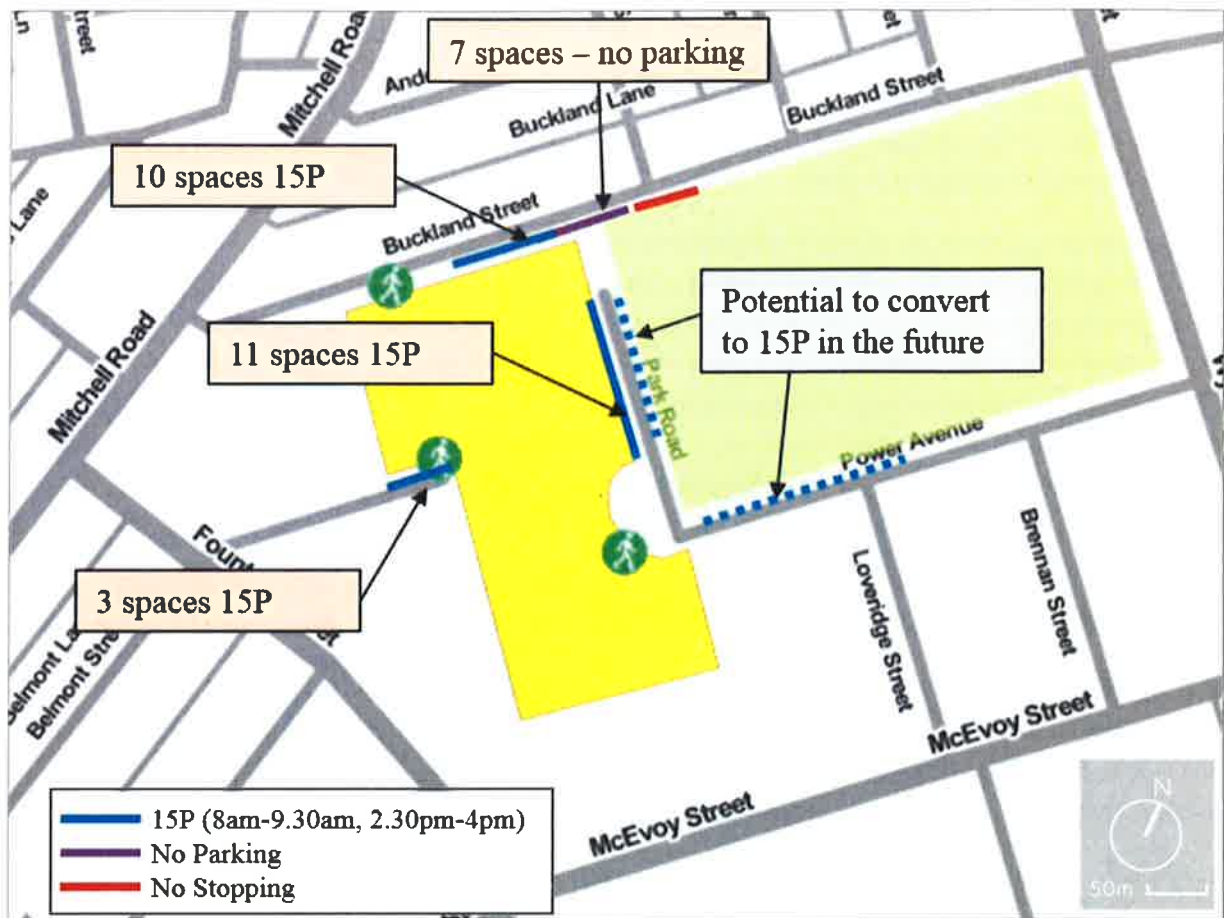 Ln
Street
Mitchell Road
7 spaces – no parking
Buckland Lane
Buckland Street
10 spaces 15P
Lane
Buckland Street
Potential to convert
to 15P in the future
11 spaces 15P
Mitchell Road
Park Road
Power Avenue
Brennan Street
Loveridge Street
3 spaces 15P
Belmont
Belmont
McEvoy Street
McEvoy Street
15P (8am-9.30am, 2.30pm-4pm)
No Parking
No Stopping
N
50m